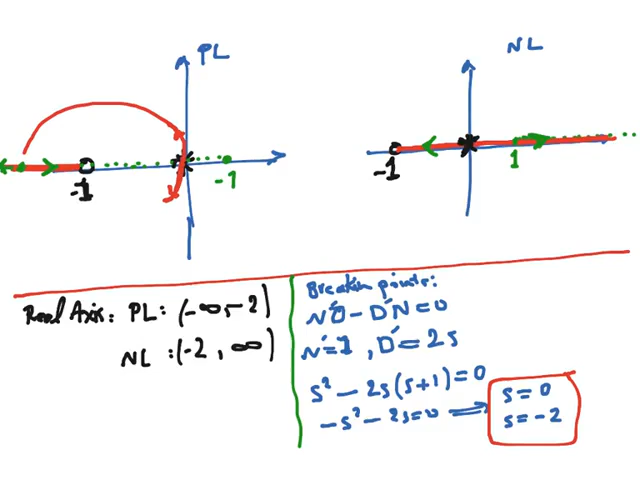 PL
NL
-1
-1
-1
1
Real Axis: PL: (-∞, -2)
NL: (-2, ∞)
Breakin points:
N'D - D'N = 0
N' = 1, D' = 2s
s² - 2s(s+1) = 0
-s² - 2s = 0 ⟹
s = 0
s = -2